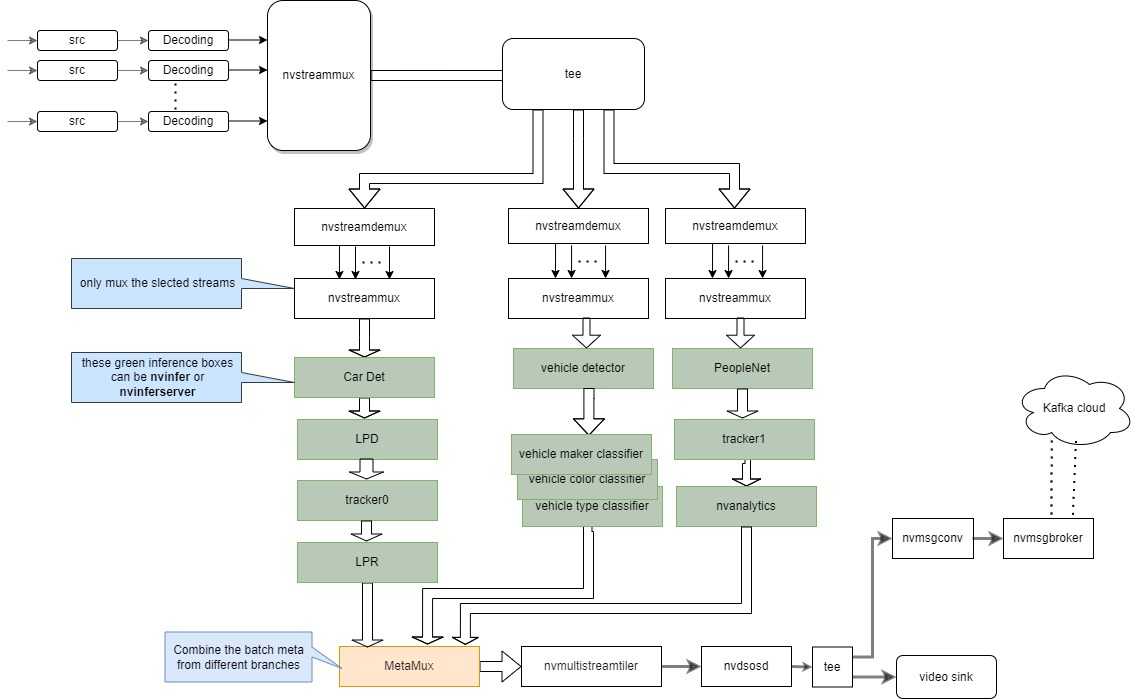 src
Decoding
src
Decoding
src
Decoding
nvstreammux
tee
nvstreamdemux
nvstreamdemux
nvstreamdemux
...
...
...
only mux the slected streams
nvstreammux
nvstreammux
nvstreammux
these green inference boxes
can be nvinfer or
nvinferserver
Car Det
vehicle detector
PeopleNet
LPD
vehicle maker classifier
vehicle color classifier
vehicle type classifier
tracker1
tracker0
nvanalytics
LPR
Kafka cloud
nvmsgconv
nvmsgbroker
Combine the batch meta
from different branches
MetaMux
nvmultistreamtiler
nvdsosd
tee
video sink